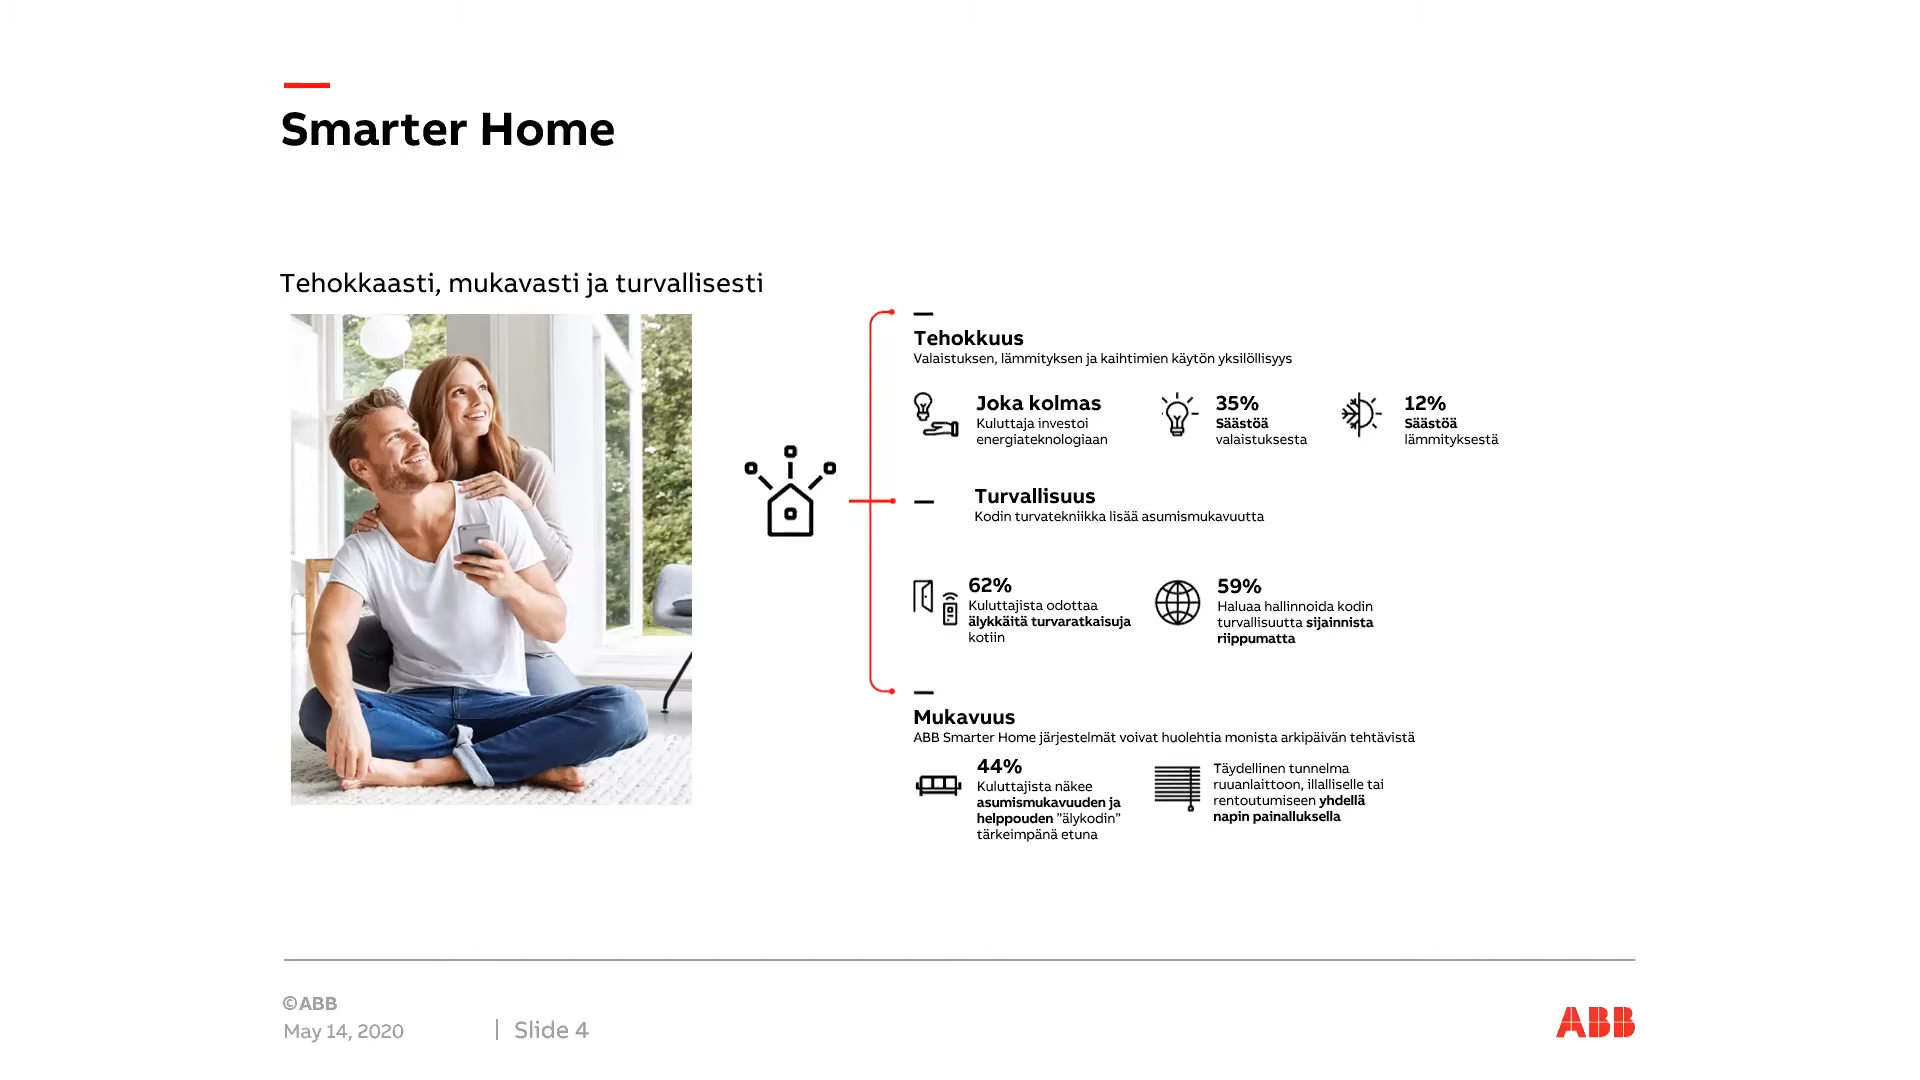 Smarter Home
Tehokkaasti, mukavasti ja turvallisesti
Tehokkuus
Valaistuksen, lämmityksen ja kaihtimien käytön yksilöllisyys
Joka kolmas
Kuluttaja investoi
energiateknologiaan
35%
Säästöä
valaistuksesta
12%
Säästöä
lämmityksestä
Turvallisuus
Kodin turvatekniikka lisää asumismukavuutta
62%
Kuluttajista odottaa
älykkäitä turvaratkaisuja
kotiin
59%
Haluaa hallinnoida kodin
turvallisuutta sijainnista
riippumatta
Mukavuus
ABB Smarter Home järjestelmät voivat huolehtia monista arkipäivän tehtävistä
44%
Kuluttajista näkee
asumismukavuuden ja
helppouden ”älykodin”
tärkeimpänä etuna
Täydellinen tunnelma
ruuanlaittoon, illalliselle tai
rentoutumiseen yhdellä
napin painalluksella
©ABB
May 14, 2020 | Slide 4
ABB